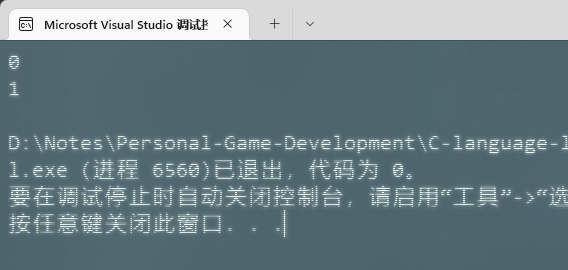 Microsoft Visual Studio 调试
0
1
D:\Notes\Personal-Game-Development\C-language-l
l.exe (进程 6560)已退出，代码为 0。
要在调试停止时自动关闭控制台，请启用“工具”->“选
按任意键关闭此窗口. . .